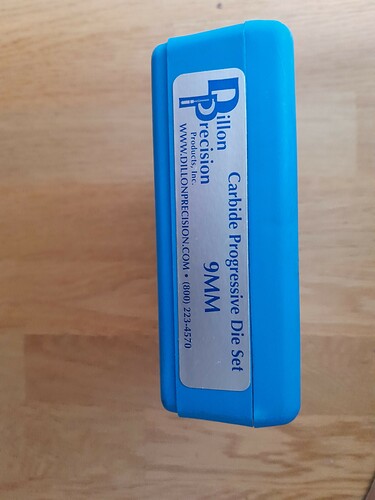 Dillon
Precision
Products, Inc.
Carbide Progressive Die Set
9MM
WWW.DILLONPRECISION.COM • (800) 223-4570